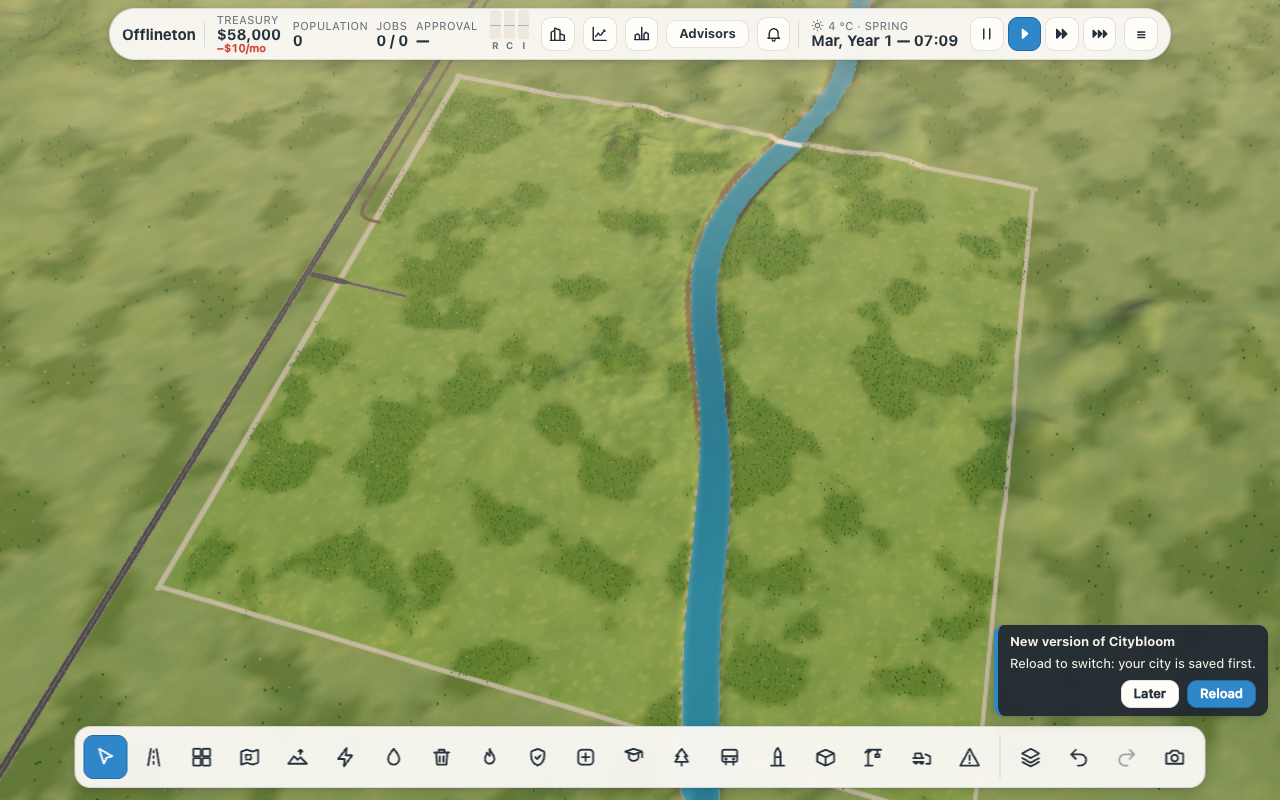 Offlineton
TREASURY
$58,000
−$10/mo
POPULATION
0
JOBS
0 / 0
APPROVAL
—
R C I
Advisors
4 °C · SPRING
Mar, Year 1 — 07:09
New version of Citybloom
Reload to switch: your city is saved first.
Later
Reload